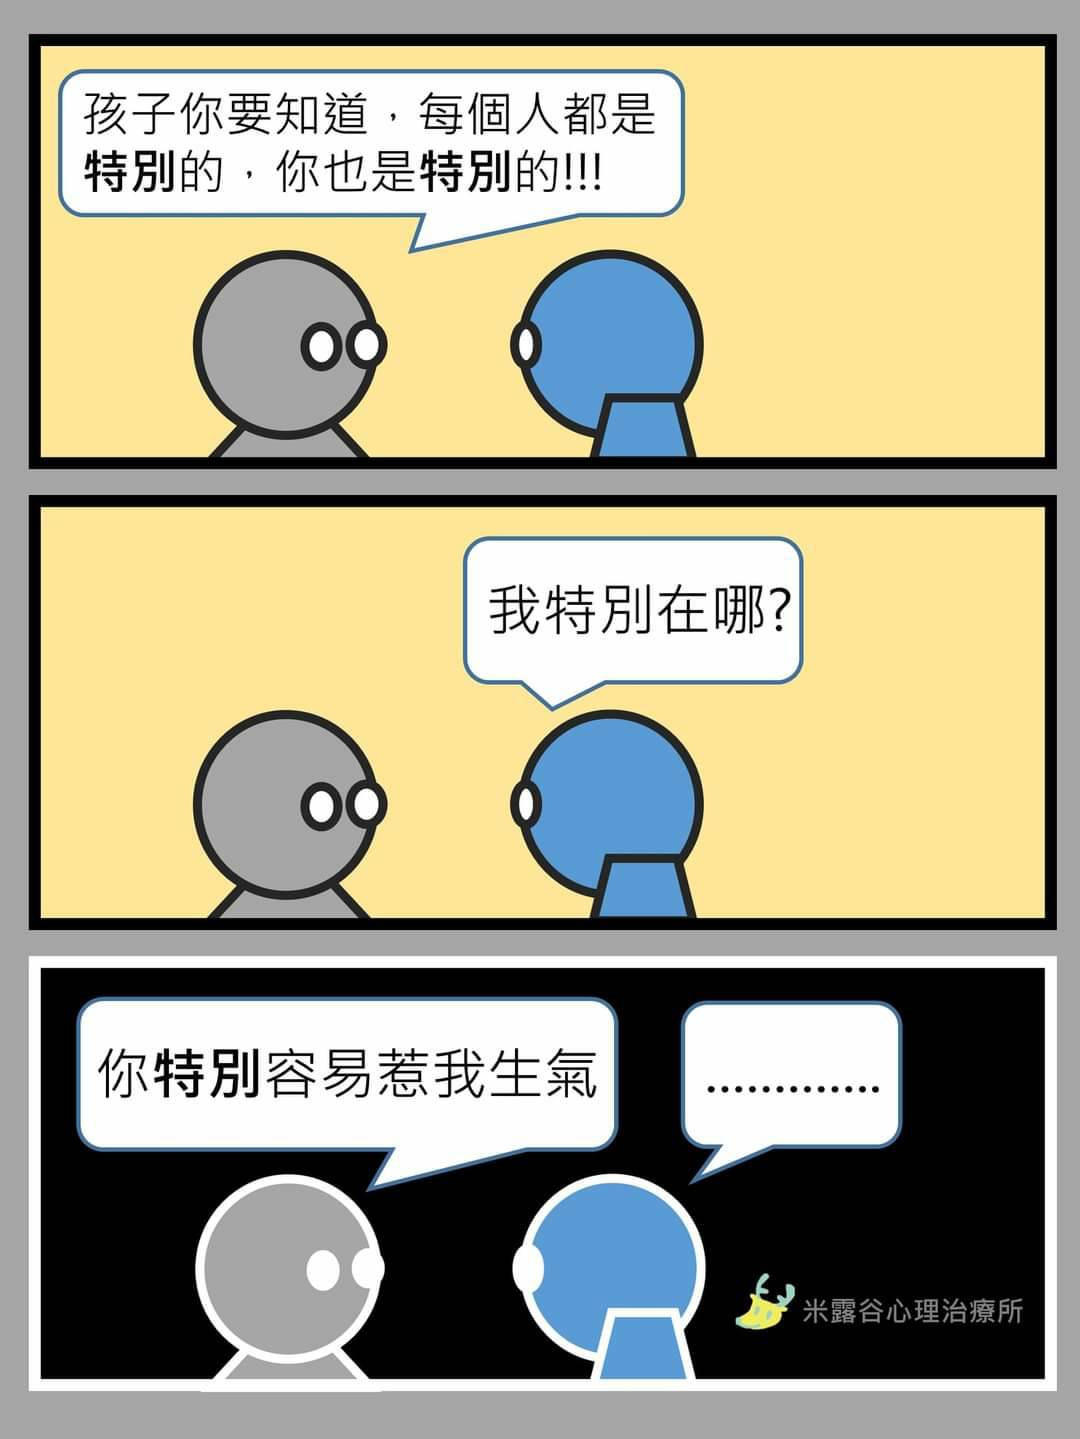 孩子你要知道，每個人都是
特別的，你也是特別的!!!
我特別在哪?
你特別容易惹我生氣
.............
米露谷心理治療所